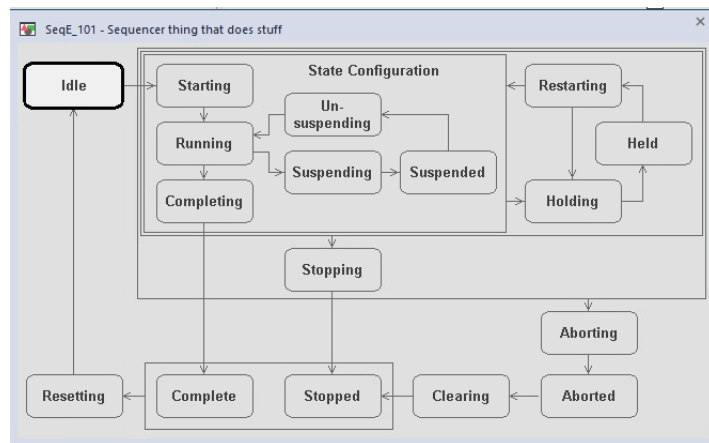 SeqE_101 - Sequencer thing that does stuff
Idle
Starting
State Configuration
Restarting
Un-
suspending
Running
Held
Suspending
Suspended
Completing
Holding
Stopping
Aborting
Resetting
Complete
Stopped
Clearing
Aborted